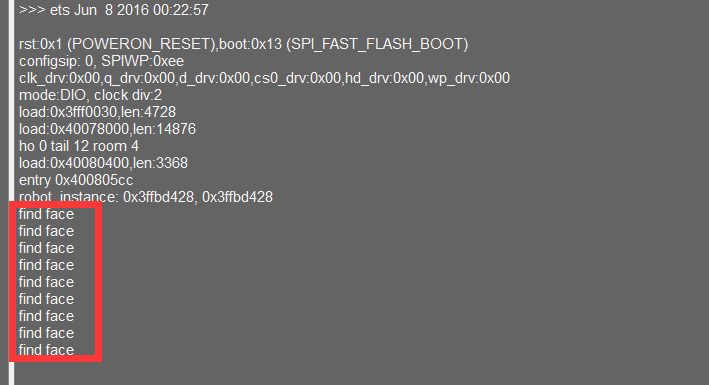 >>> ets Jun  8 2016 00:22:57
rst:0x1 (POWERON_RESET),boot:0x13 (SPI_FAST_FLASH_BOOT)
configsip: 0, SPIWP:0xee
clk_drv:0x00,q_drv:0x00,d_drv:0x00,cs0_drv:0x00,hd_drv:0x00,wp_drv:0x00
mode:DIO, clock div:2
load:0x3fff0030,len:4728
load:0x40078000,len:14876
ho 0 tail 12 room 4
load:0x40080400,len:3368
entry 0x400805cc
robot_instance: 0x3ffbd428, 0x3ffbd428
find face
find face
find face
find face
find face
find face
find face
find face
find face